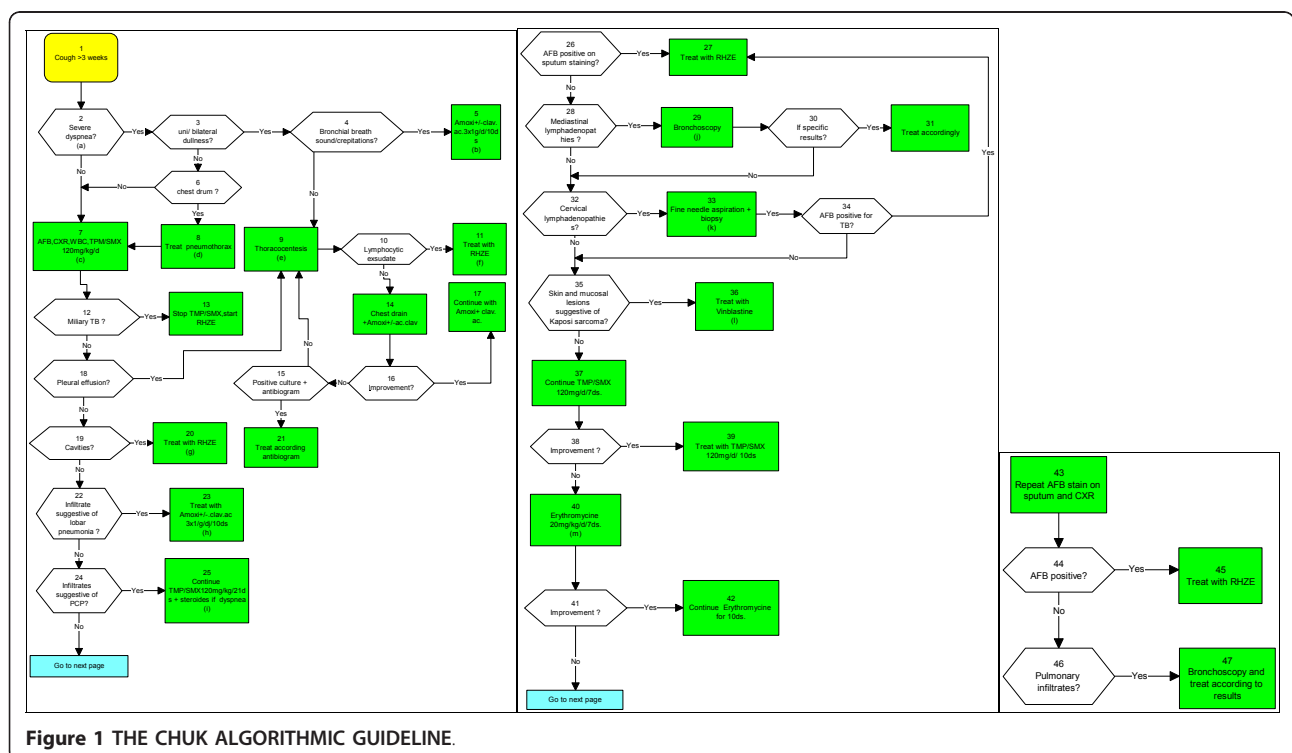 1
Cough >3 weeks
2
Severe
dyspnea?
(a)
Yes
3
uni/ bilateral
dullness?
Yes
4
Bronchial breath
sound/crepitations?
Yes
5
Amoxi+/-clav.
ac.3x1g/d/10d
s
(b)
No
No
No
6
chest drum ?
No
Yes
7
AFB,CXR,WBC,TPM/SMX
120mg/kg/d
(c)
8
Treat pneumothorax
(d)
9
Thoracocentesis
(e)
10
Lymphocytic
exsudate
Yes
11
Treat with
RHZE
(f)
No
12
Miliary TB ?
Yes
13
Stop TMP/SMX,start
RHZE
14
Chest drain
+Amoxi+/-ac.clav
17
Continue with
Amoxi+ clav.
ac.
No
No
18
Pleural effusion?
Yes
15
Positive culture +
antibiogram
No
16
Improvement?
Yes
No
Yes
19
Cavities?
Yes
20
Treat with RHZE
(g)
21
Treat according
antibiogram
No
22
Infiltrate
suggestive of
lobar
pneumonia ?
Yes
23
Treat with
Amoxi+/-.clav.ac
3x1/g/dj/10ds
(h)
No
24
Infiltrates
suggestive of
PCP?
Yes
25
Continue
TMP/SMX120mg/kg/21d
s + steroides if dyspnea
(i)
No
Go to next page
26
AFB positive on
sputum staining?
Yes
27
Treat with RHZE
No
28
Mediastinal
lymphadenopat
hies ?
Yes
29
Bronchoscopy
(j)
30
If specific
results?
Yes
31
Treat accordingly
Yes
No
No
32
Cervical
lymphadenopathie
s?
Yes
33
Fine needle aspiration +
biopsy
(k)
Yes
34
AFB positive for
TB?
No
No
35
Skin and mucosal
lesions
suggestive of
Kaposi sarcoma?
Yes
36
Treat with
Vinblastine
(l)
No
37
Continue TMP/SMX
120mg/d/7ds.
38
Improvement ?
Yes
39
Treat with TMP/SMX
120mg/d/ 10ds
No
40
Erythromycine
20mg/kg/d/7ds.
(m)
41
Improvement ?
Yes
42
Continue Erythromycine
for 10ds.
No
Go to next page
43
Repeat AFB stain on
sputum and CXR
44
AFB positive?
Yes
45
Treat with RHZE
No
46
Pulmonary
infiltrates?
Yes
47
Bronchoscopy and
treat according to
results
Figure 1 THE CHUK ALGORITHMIC GUIDELINE.